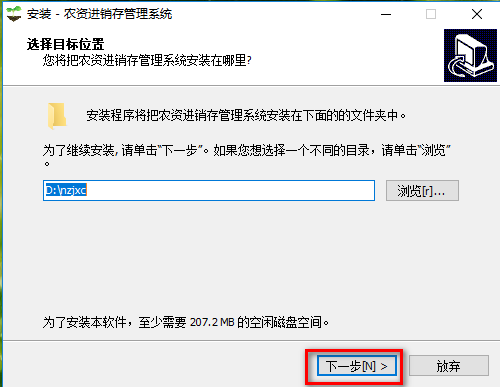 安装 - 农资进销存管理系统
选择目标位置
您将把农资进销存管理系统安装在哪里?
安装程序将把农资进销存管理系统安装在下面的的文件夹中。
为了继续安装, 请单击“下一步”。如果您想选择一个不同的目录，请单击“浏览”
。
D:\nzjxc
浏览[r]...
为了安装本软件，至少需要 207.2 MB 的空闲磁盘空间。
下一步[N] >
放弃